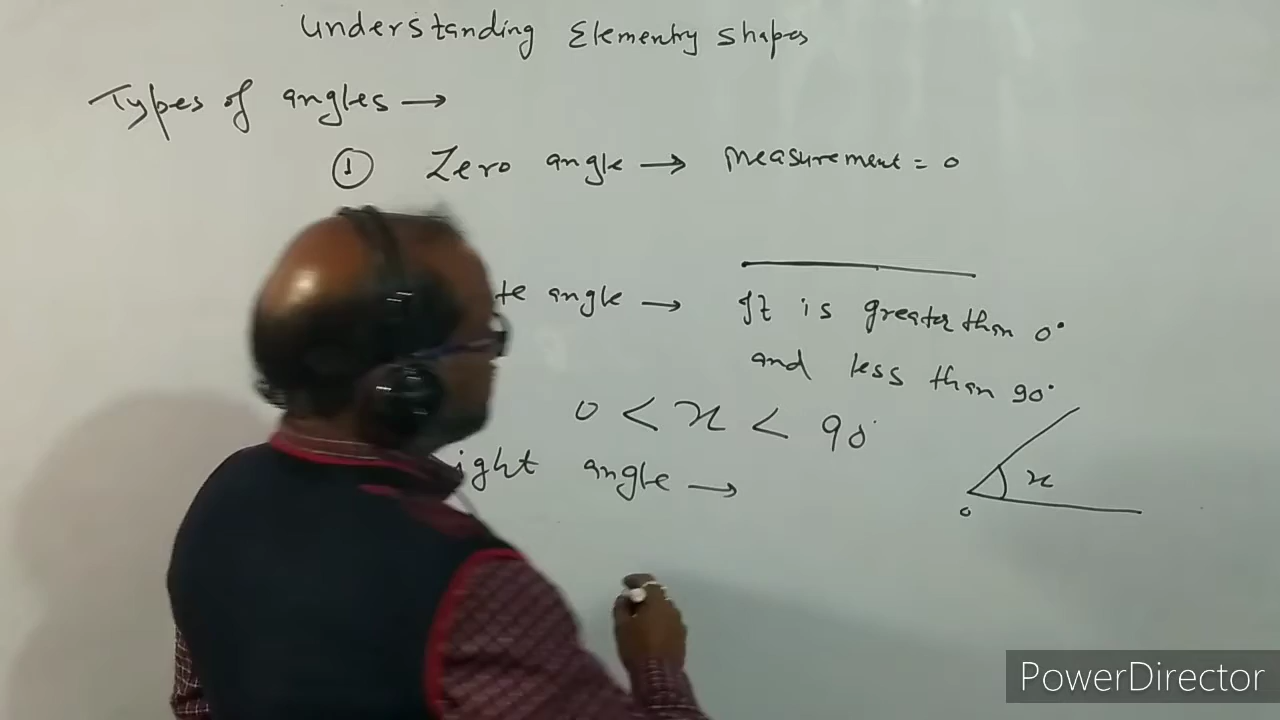 Understanding Elementry Shapes
Types of angles →
① Zero angle → measurement = 0
te angle → It is greater than 0°
and less than 90°
0 < x < 90°
ight angle →
x
0
PowerDirector